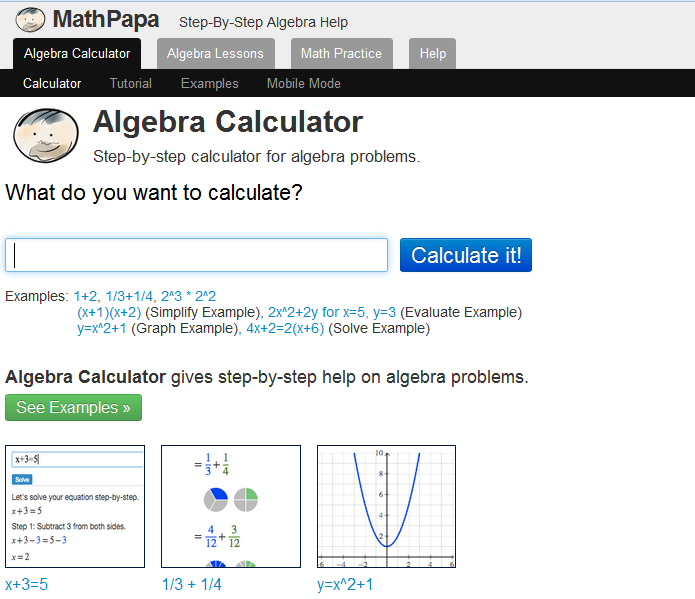 MathPapa Step-By-Step Algebra Help
Algebra Calculator Algebra Lessons Math Practice Help
Calculator Tutorial Examples Mobile Mode
Algebra Calculator
Step-by-step calculator for algebra problems.
What do you want to calculate?
Calculate it!
Examples: 1+2, 1/3+1/4, 2^3 * 2^2
(x+1)(x+2) (Simplify Example), 2x^2+2y for x=5, y=3 (Evaluate Example)
y=x^2+1 (Graph Example), 4x+2=2(x+6) (Solve Example)
Algebra Calculator gives step-by-step help on algebra problems.
See Examples »
x+3=5
Solve
Let's solve your equation step-by-step.
x+3=5
Step 1: Subtract 3 from both sides.
x+3−3=5−3
x=2
= 1/3 + 1/4
= 4/12 + 3/12
10
8
6
4
2
-6 -4 -2 2 4 6
x+3=5 1/3 + 1/4 y=x^2+1